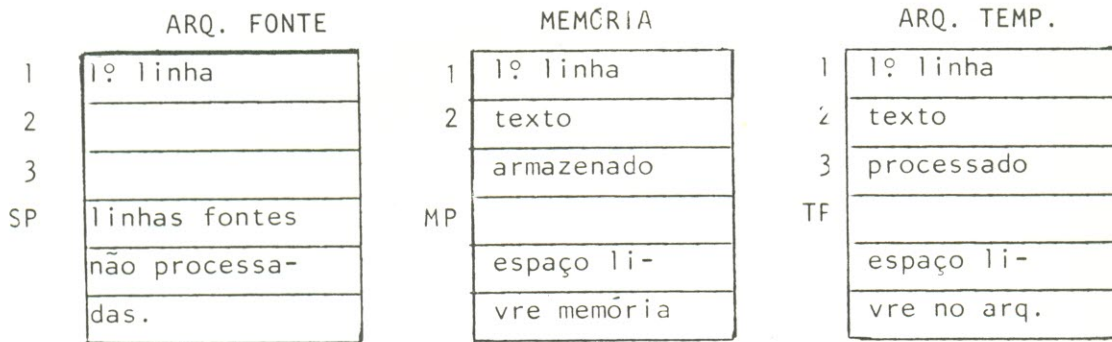 ARQ. FONTE
1 1º linha
2
3
SP linhas fontes
não processa-
das.
MEMÓRIA
1 1º linha
2 texto
armazenado
MP
espaço li-
vre memória
ARQ. TEMP.
1 1º linha
2 texto
3 processado
TF
espaço li-
vre no arq.